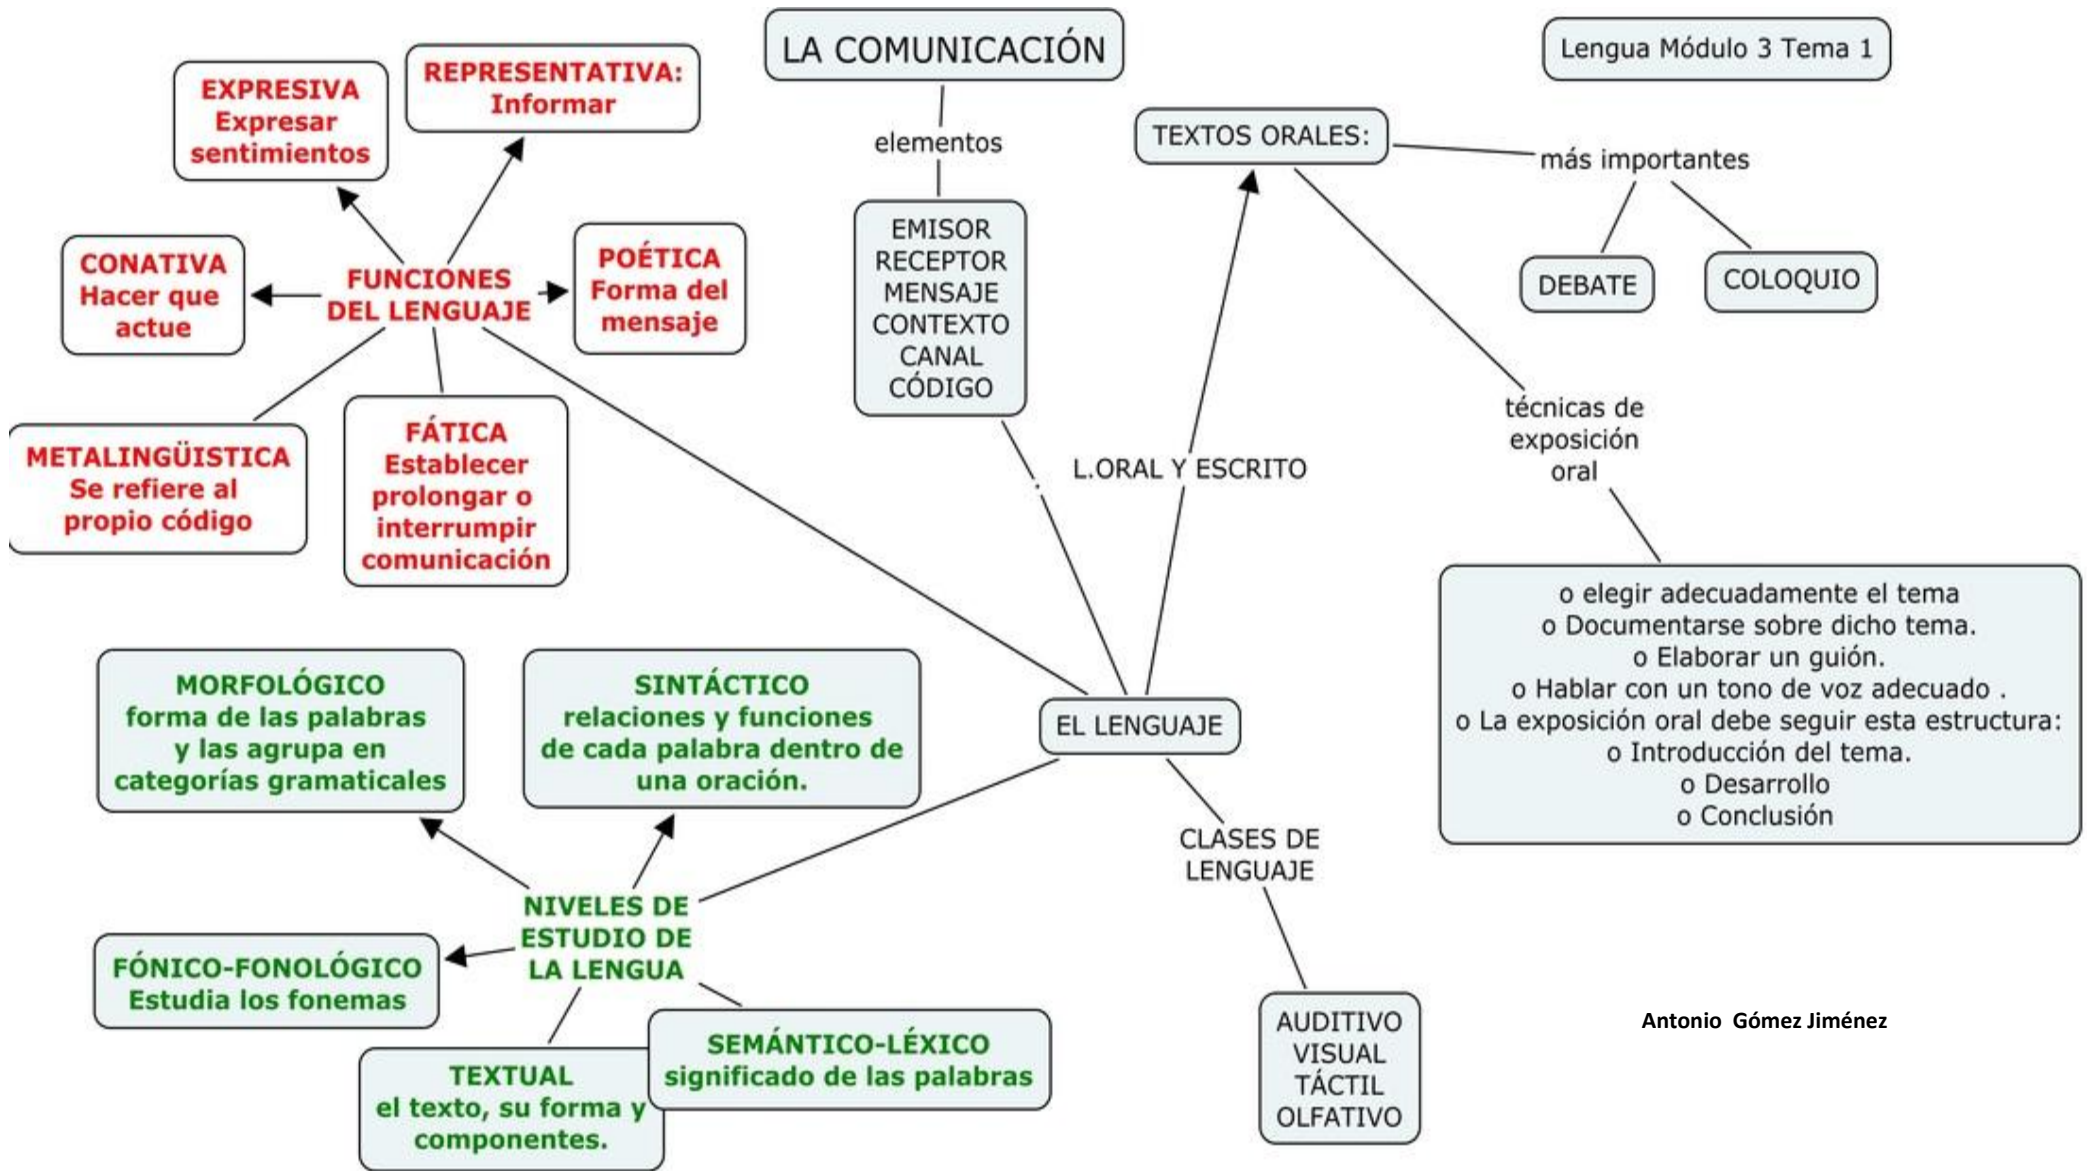 LA COMUNICACIÓN
Lengua Módulo 3 Tema 1
elementos
EMISOR
RECEPTOR
MENSAJE
CONTEXTO
CANAL
CÓDIGO
.
EXPRESIVA
Expresar
sentimientos
REPRESENTATIVA:
Informar
CONATIVA
Hacer que
actue
FUNCIONES
DEL LENGUAJE
POÉTICA
Forma del
mensaje
METALINGÜISTICA
Se refiere al
propio código
FÁTICA
Establecer
prolongar o
interrumpir
comunicación
TEXTOS ORALES:
más importantes
DEBATE
COLOQUIO
técnicas de
exposición
oral
L.ORAL Y ESCRITO
o elegir adecuadamente el tema
o Documentarse sobre dicho tema.
o Elaborar un guión.
o Hablar con un tono de voz adecuado .
o La exposición oral debe seguir esta estructura:
o Introducción del tema.
o Desarrollo
o Conclusión
EL LENGUAJE
MORFOLÓGICO
forma de las palabras
y las agrupa en
categorías gramaticales
SINTÁCTICO
relaciones y funciones
de cada palabra dentro de
una oración.
NIVELES DE
ESTUDIO DE
LA LENGUA
FÓNICO-FONOLÓGICO
Estudia los fonemas
TEXTUAL
el texto, su forma y
componentes.
SEMÁNTICO-LÉXICO
significado de las palabras
CLASES DE
LENGUAJE
AUDITIVO
VISUAL
TÁCTIL
OLFATIVO
Antonio Gómez Jiménez